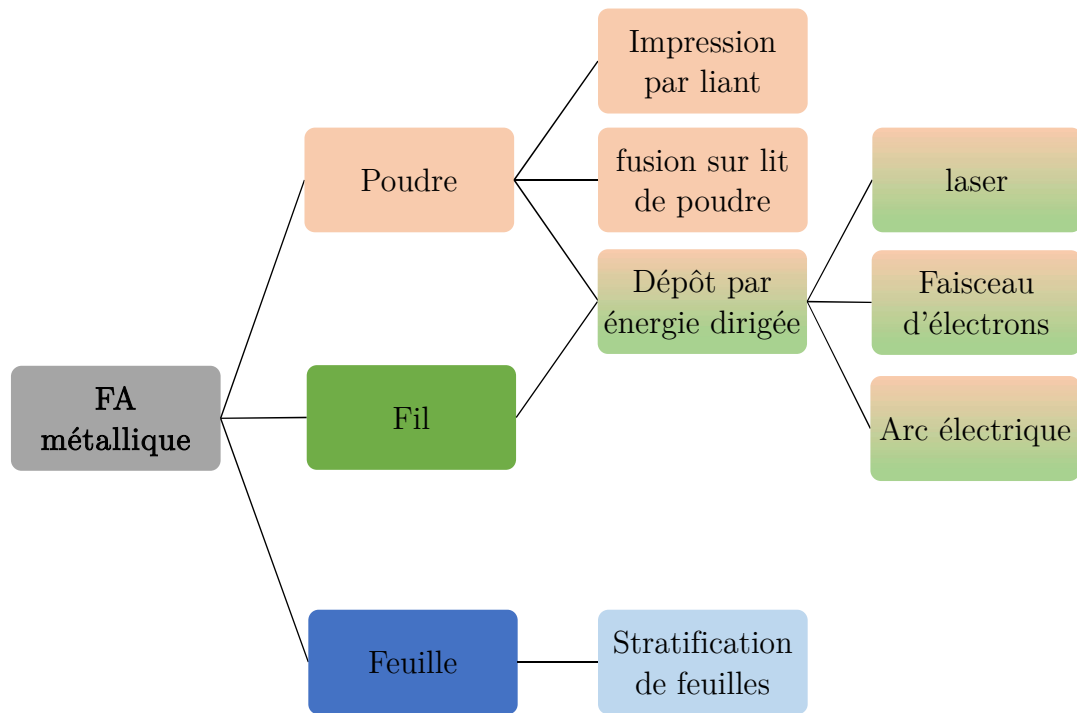 Impression
par liant
Poudre
fusion sur lit
de poudre
laser
Dépôt par
énergie dirigée
Faisceau
d'électrons
FA
métallique
Fil
Arc électrique
Feuille
Stratification
de feuilles